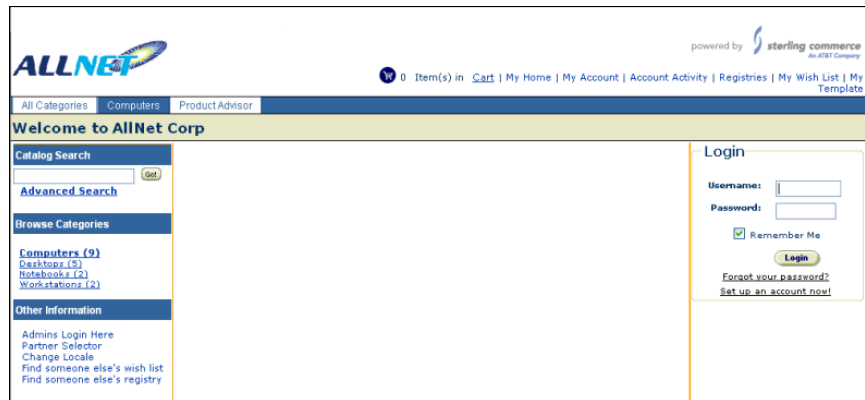 powered by sterling commerce
An AT&T Company
ALLNET
0 Item(s) in Cart | My Home | My Account | Account Activity | Registries | My Wish List | My
Template
All Categories Computers Product Advisor
Welcome to AllNet Corp
Catalog Search
Go!
Advanced Search
Browse Categories
Computers (9)
Desktops (5)
Notebooks (2)
Workstations (2)
Other Information
Admins Login Here
Partner Selector
Change Locale
Find someone else's wish list
Find someone else's registry
Login
Username:
Password:
Remember Me
Login
Forgot your password?
Set up an account now!